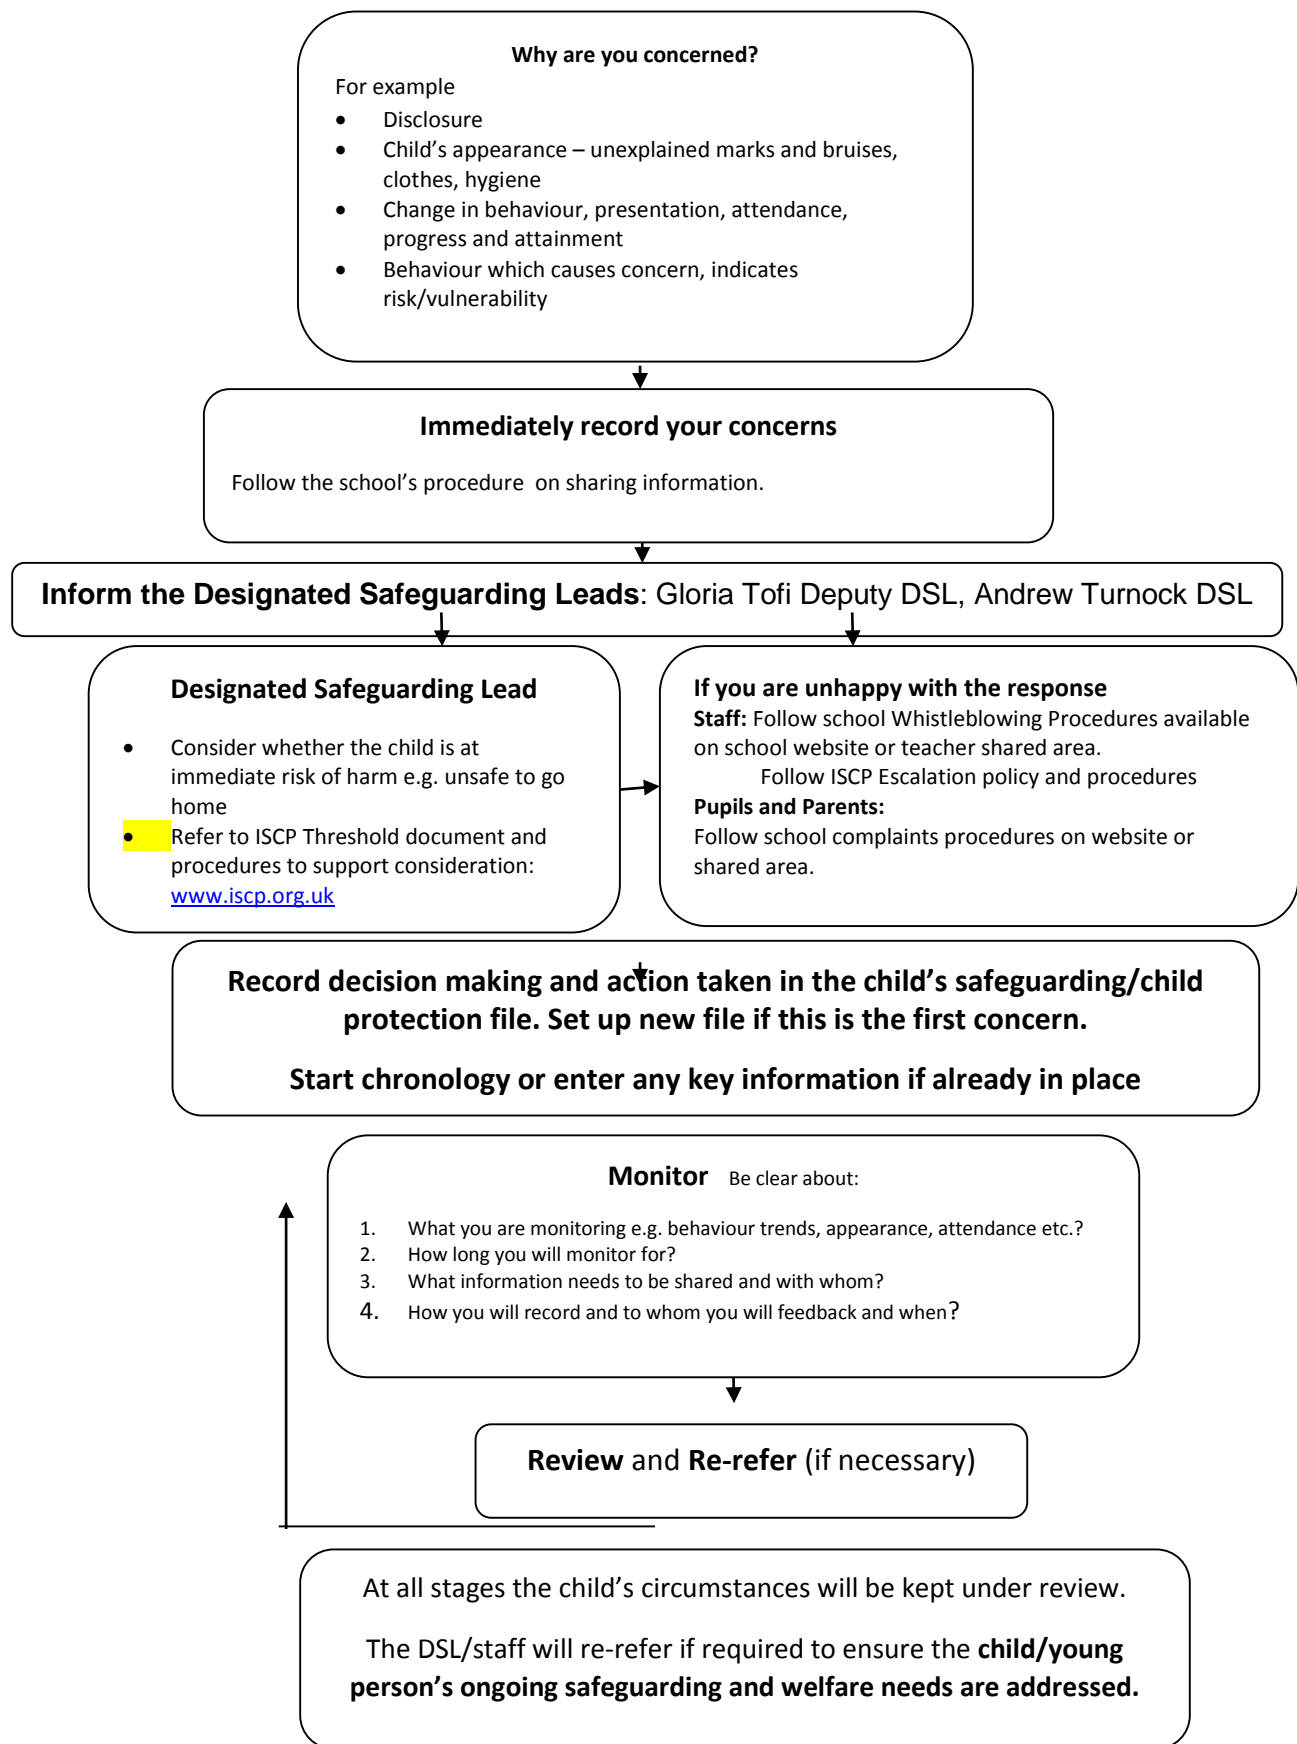 Why are you concerned?
For example
• Disclosure
• Child’s appearance – unexplained marks and bruises,
clothes, hygiene
• Change in behaviour, presentation, attendance,
progress and attainment
• Behaviour which causes concern, indicates
risk/vulnerability
Immediately record your concerns
Follow the school’s procedure  on sharing information.
Inform the Designated Safeguarding Leads: Gloria Tofi Deputy DSL, Andrew Turnock DSL
Designated Safeguarding Lead
• Consider whether the child is at
immediate risk of harm e.g. unsafe to go
home
• Refer to ISCP Threshold document and
procedures to support consideration:
www.iscp.org.uk
If you are unhappy with the response
Staff: Follow school Whistleblowing Procedures available
on school website or teacher shared area.
Follow ISCP Escalation policy and procedures
Pupils and Parents:
Follow school complaints procedures on website or
shared area.
Record decision making and action taken in the child’s safeguarding/child
protection file. Set up new file if this is the first concern.
Start chronology or enter any key information if already in place
Monitor Be clear about:
1. What you are monitoring e.g. behaviour trends, appearance, attendance etc.?
2. How long you will monitor for?
3. What information needs to be shared and with whom?
4. How you will record and to whom you will feedback and when?
Review and Re-refer (if necessary)
At all stages the child’s circumstances will be kept under review.
The DSL/staff will re-refer if required to ensure the child/young
person’s ongoing safeguarding and welfare needs are addressed.